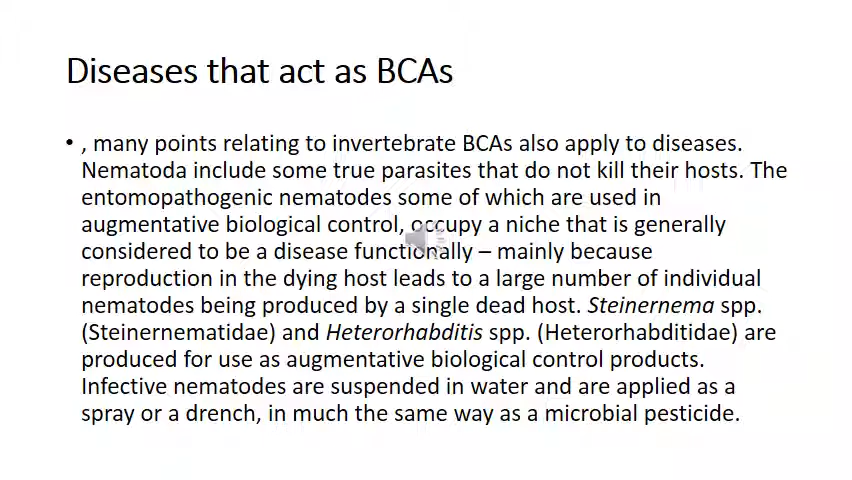 Diseases that act as BCAs
• , many points relating to invertebrate BCAs also apply to diseases.
Nematoda include some true parasites that do not kill their hosts. The
entomopathogenic nematodes some of which are used in
augmentative biological control, occupy a niche that is generally
considered to be a disease functionally – mainly because
reproduction in the dying host leads to a large number of individual
nematodes being produced by a single dead host. Steinernema spp.
(Steinernematidae) and Heterorhabditis spp. (Heterorhabditidae) are
produced for use as augmentative biological control products.
Infective nematodes are suspended in water and are applied as a
spray or a drench, in much the same way as a microbial pesticide.